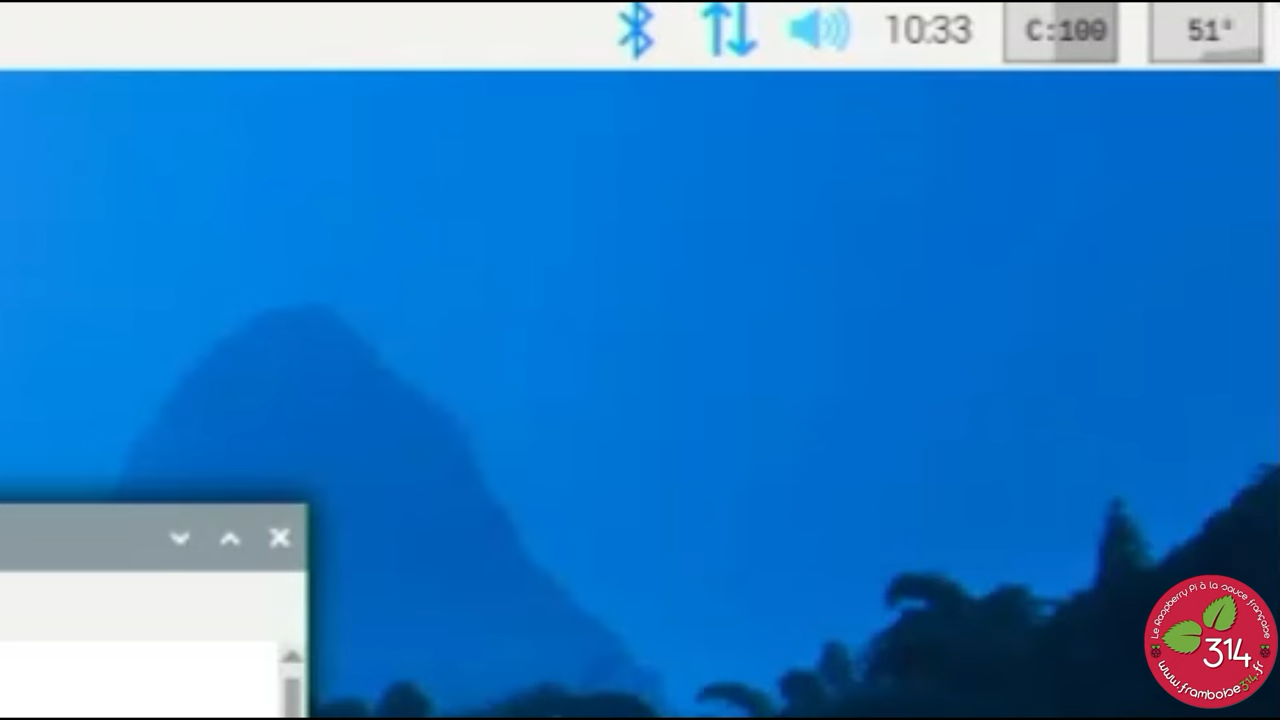 10:33
C:100
51°
Le Raspberry Pi à la sauce française
314
www.framboise314.fr